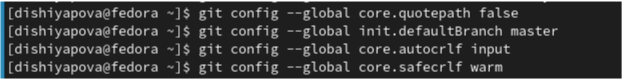 [dishiyapova@fedora ~]$ git config --global core.quotepath false
[dishiyapova@fedora ~]$ git config --global init.defaultBranch master
[dishiyapova@fedora ~]$ git config --global core.autocrlf input
[dishiyapova@fedora ~]$ git config --global core.safecrlf warm